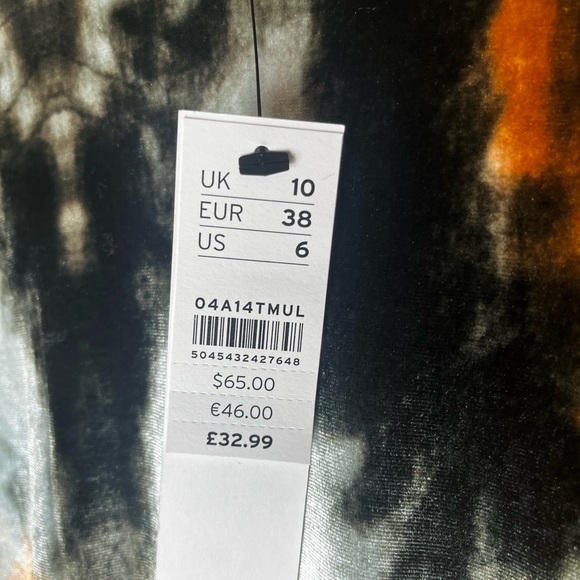 UK 10
EUR 38
US 6
04A14TMUL
5045432427648
$65.00
€46.00
£32.99